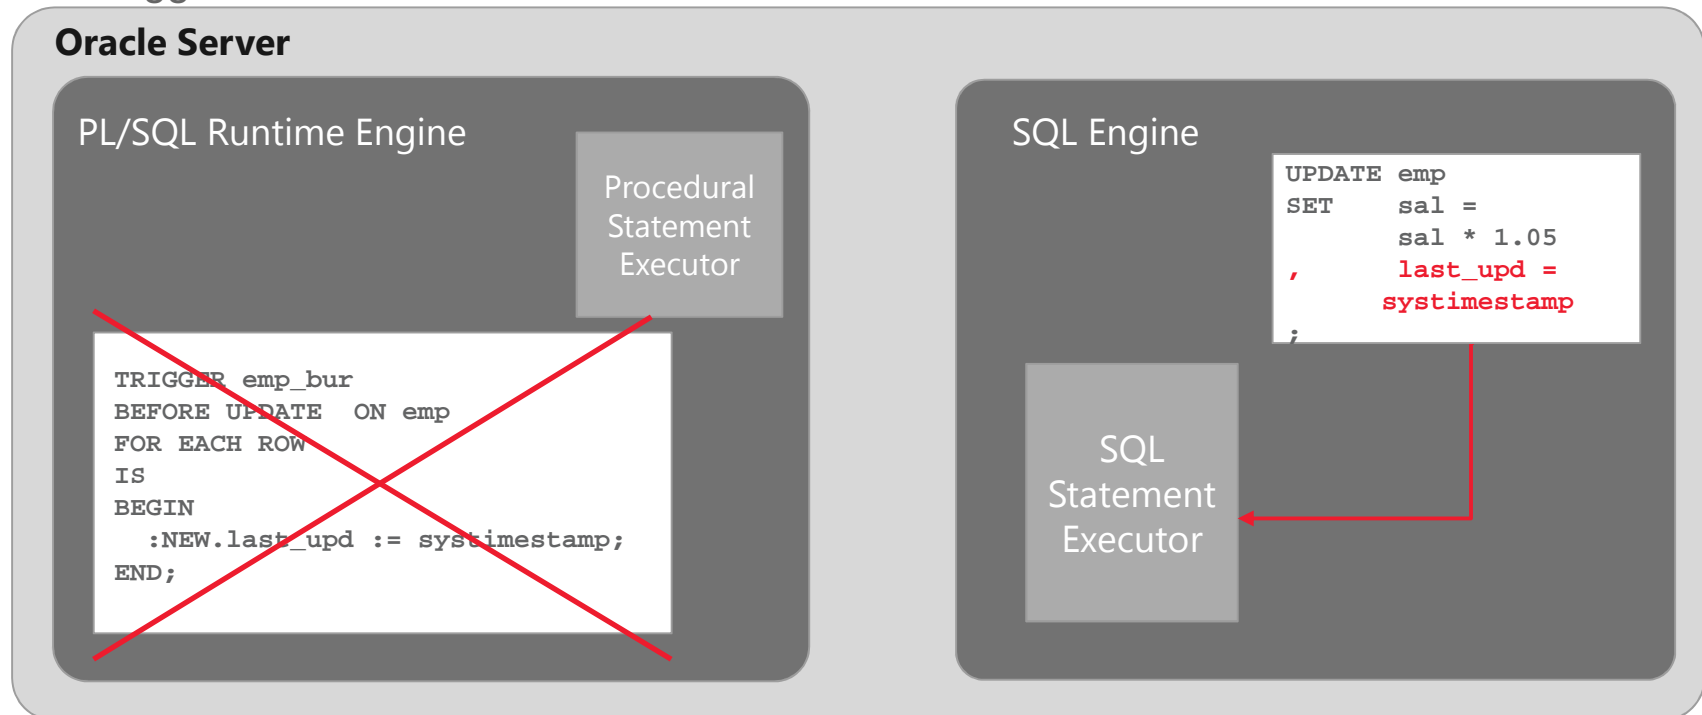 Oracle Server
PL/SQL Runtime Engine
Procedural
Statement
Executor
TRIGGER emp_bur
BEFORE UPDATE  ON emp
FOR EACH ROW
IS
BEGIN
  :NEW.last_upd := systimestamp;
END;
SQL Engine
UPDATE emp
SET    sal =
       sal * 1.05
,      last_upd =
      systimestamp
;
SQL
Statement
Executor